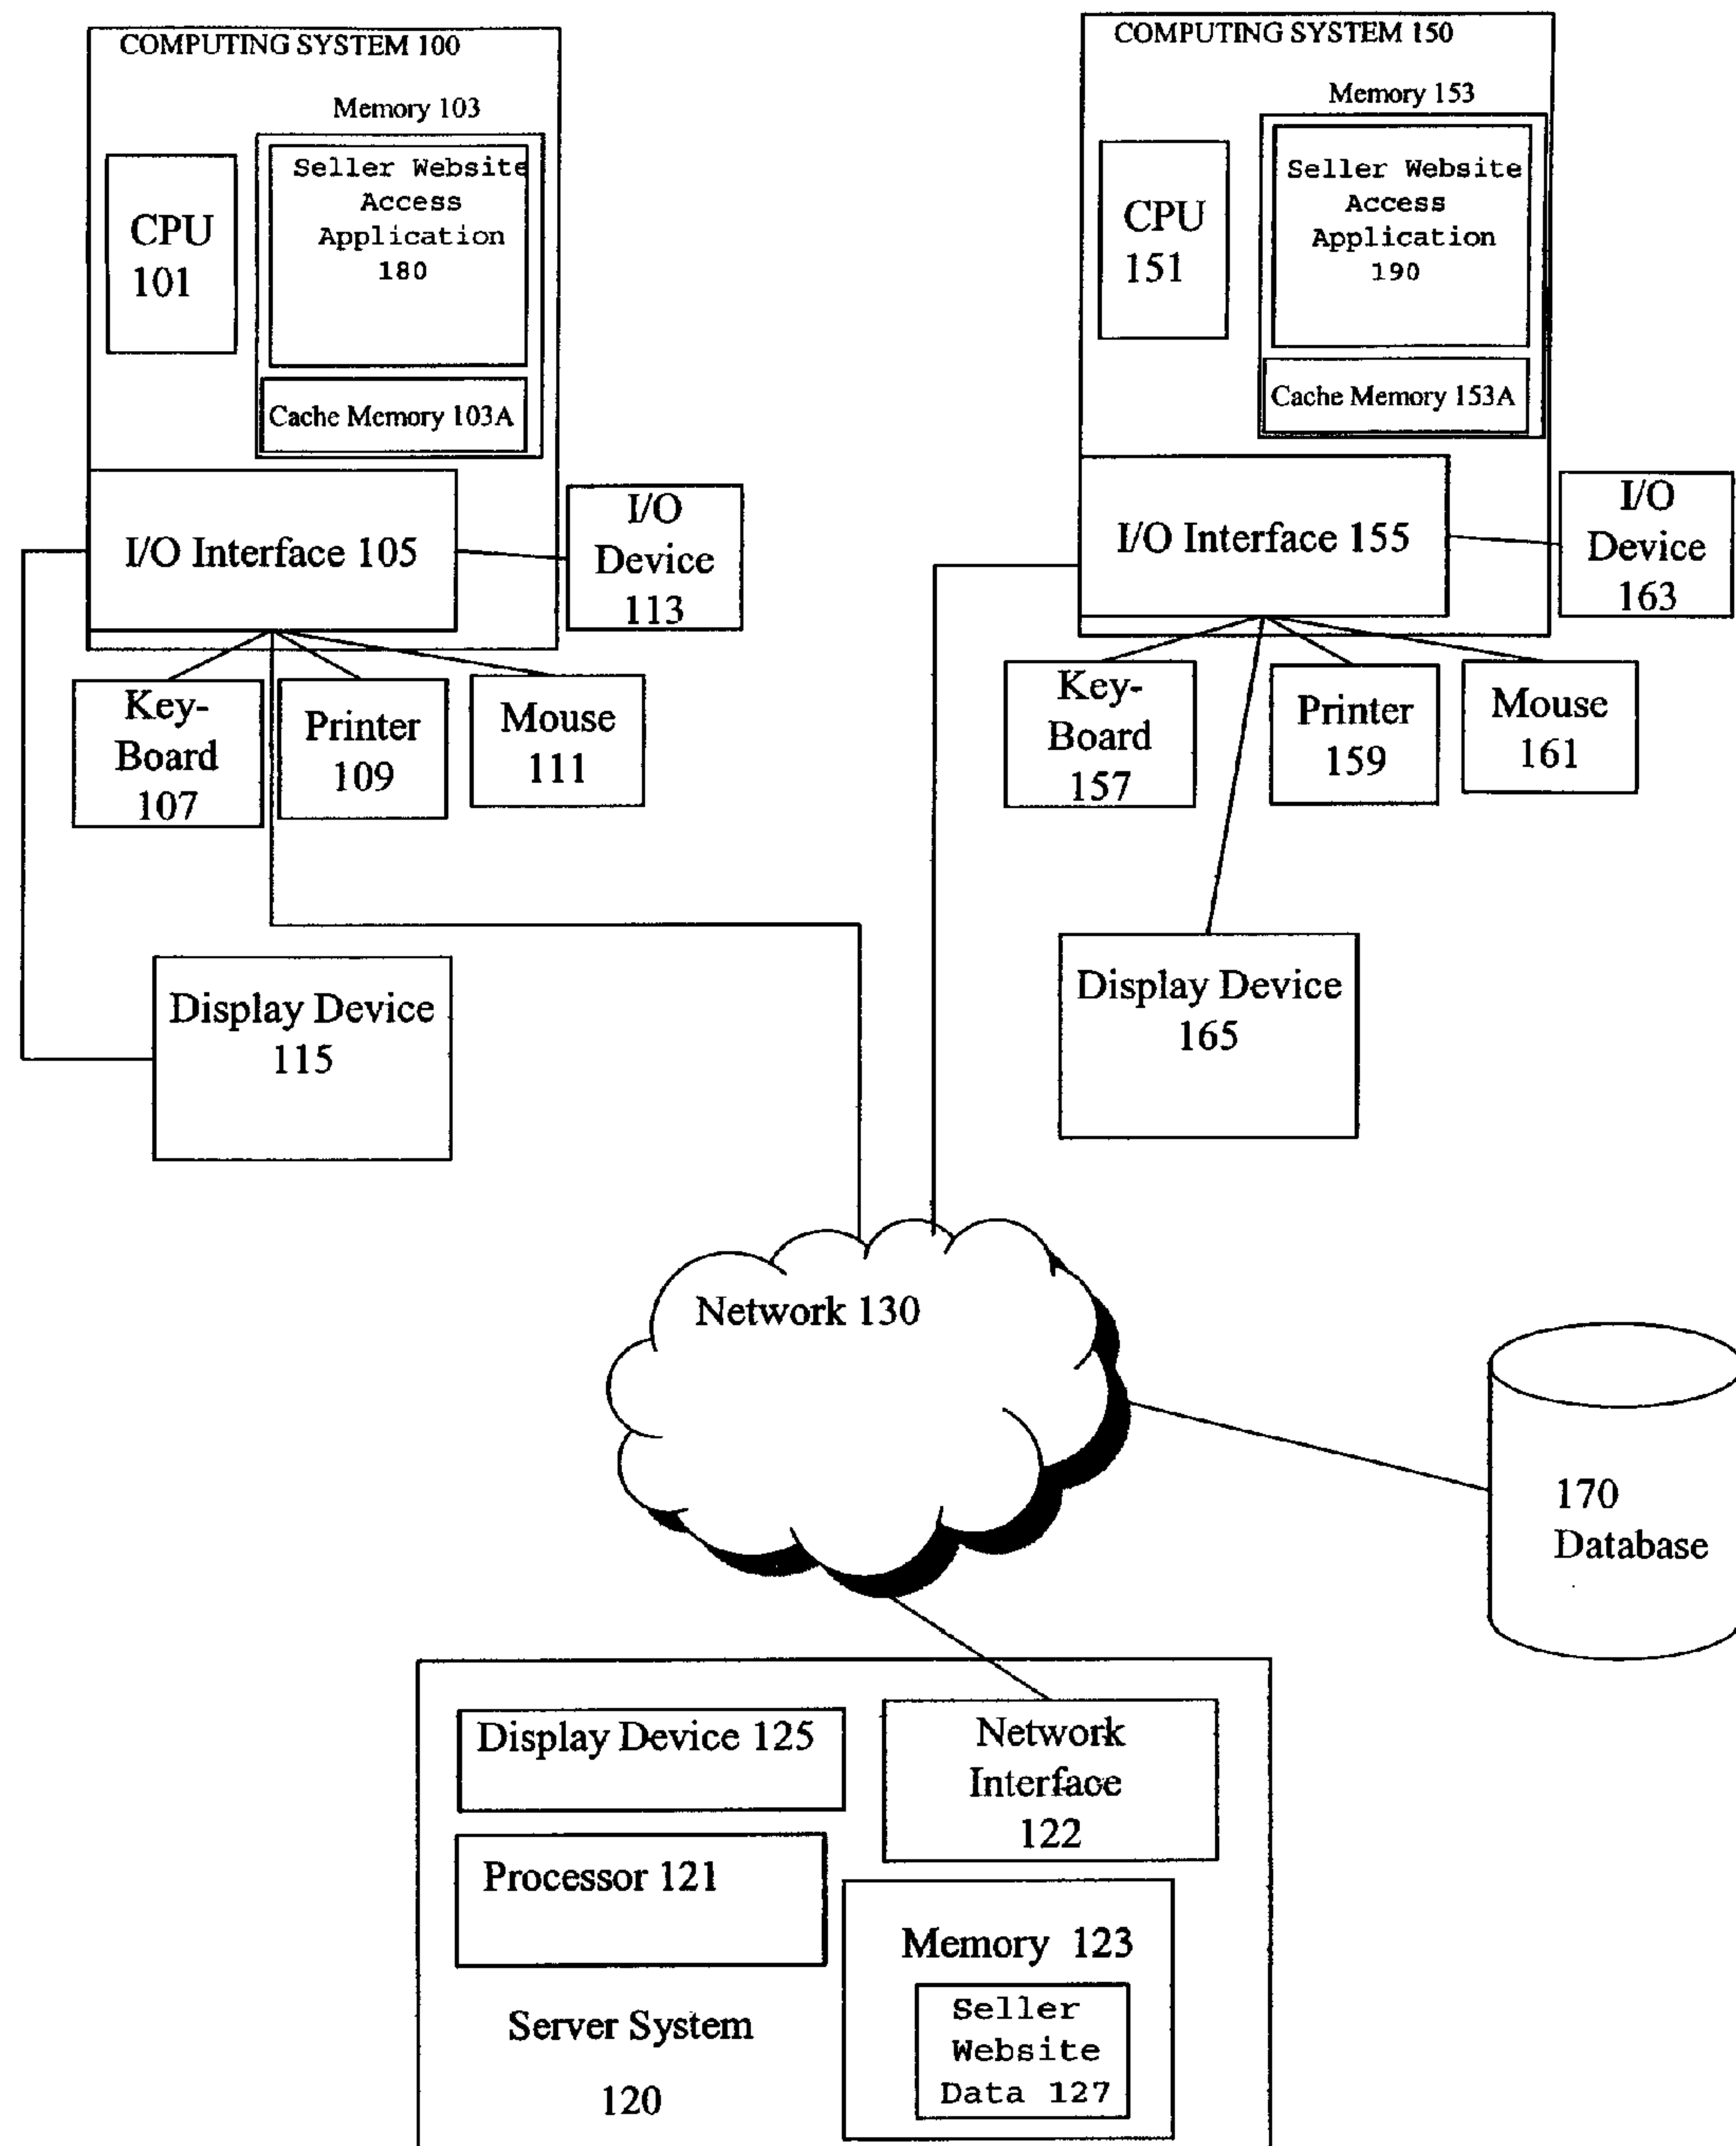 COMPUTING SYSTEM 100
Memory 103
Seller Website
Access
Application
180
CPU
101
Cache Memory 103A
I/O Interface 105
I/O
Device
113
Key-
Board
107
Printer
109
Mouse
111
Display Device
115
COMPUTING SYSTEM 150
Memory 153
Seller Website
Access
Application
190
CPU
151
Cache Memory 153A
I/O Interface 155
I/O
Device
163
Key-
Board
157
Printer
159
Mouse
161
Display Device
165
Network 130
170
Database
Display Device 125
Network
Interface
122
Processor 121
Memory 123
Seller
Website
Data 127
Server System
120